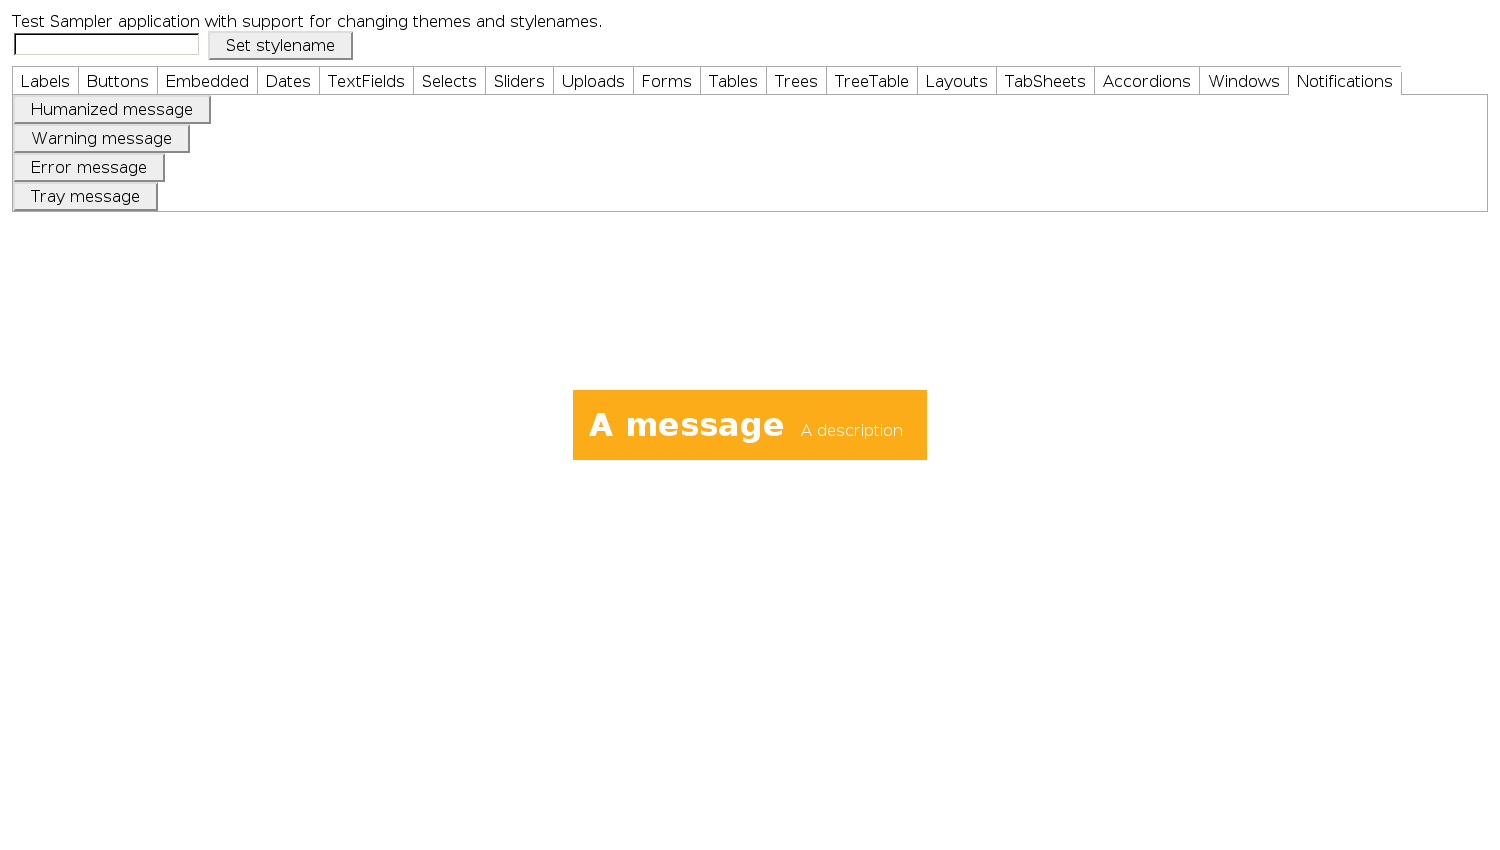 Test Sampler application with support for changing themes and stylenames.
Set stylename
Labels Buttons Embedded Dates TextFields Selects Sliders Uploads Forms Tables Trees TreeTable Layouts TabSheets Accordions Windows Notifications
Humanized message
Warning message
Error message
Tray message
A message A description